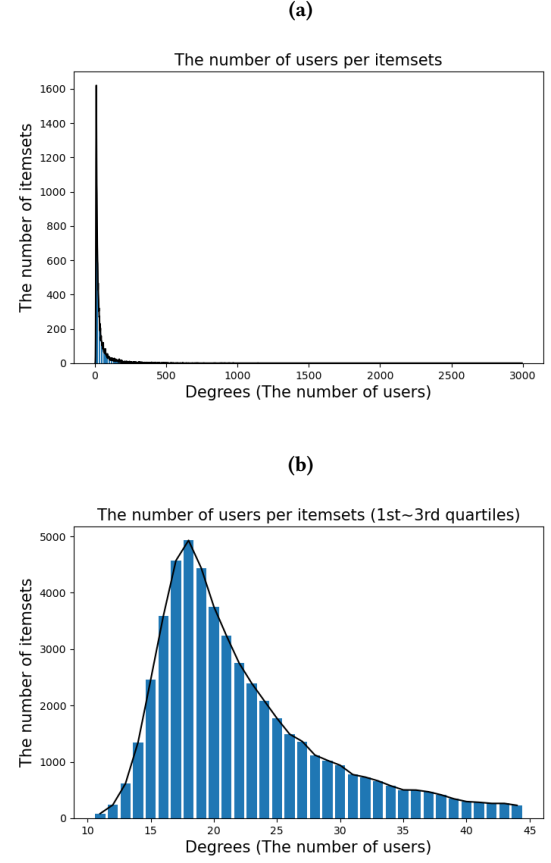 (a)
The number of users per itemsets
The number of itemsets
1600
1400
1200
1000
800
600
400
200
0
0 500 1000 1500 2000 2500 3000
Degrees (The number of users)
(b)
The number of users per itemsets (1st~3rd quartiles)
The number of itemsets
5000
4000
3000
2000
1000
0
10 15 20 25 30 35 40 45
Degrees (The number of users)